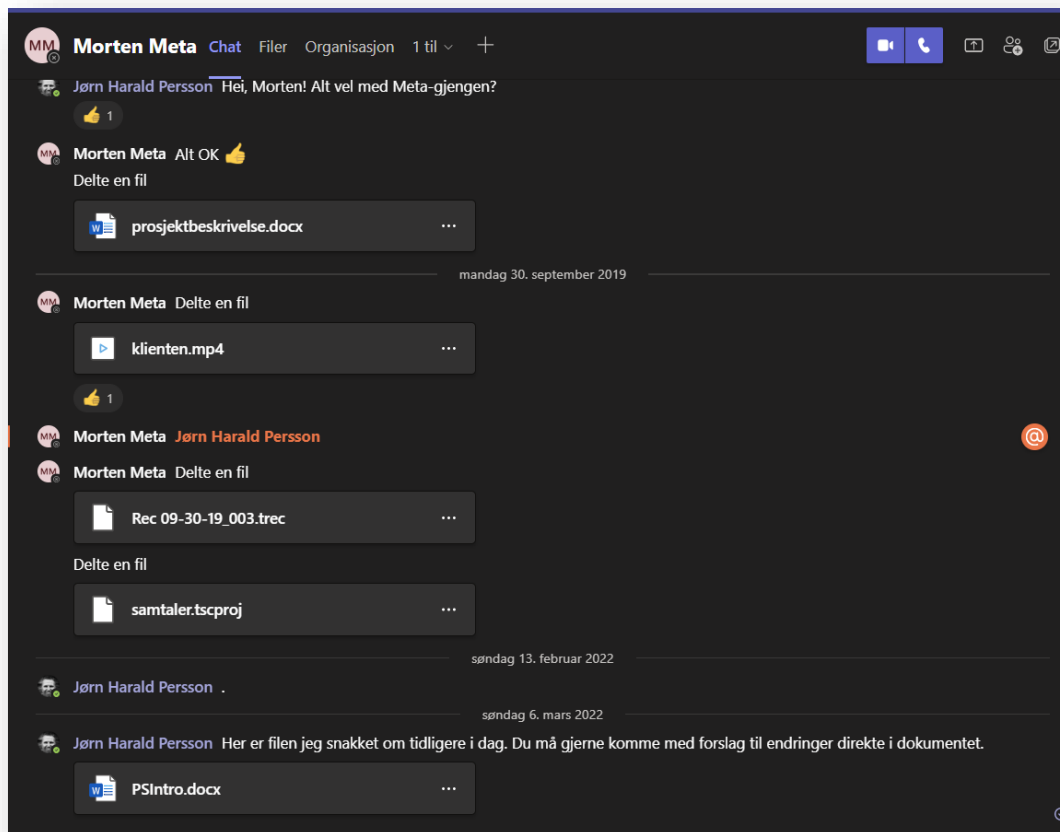 MM Morten Meta Chat Filer Organisasjon 1 til
Jørn Harald Persson Hei, Morten! Alt vel med Meta-gjengen?
👍 1
MM Morten Meta Alt OK 👍
Delte en fil
W prosjektbeskrivelse.docx ...
mandag 30. september 2019
MM Morten Meta Delte en fil
klienten.mp4 ...
👍 1
MM Morten Meta Jørn Harald Persson @
MM Morten Meta Delte en fil
Rec 09-30-19_003.trec ...
Delte en fil
samtaler.tscproj ...
søndag 13. februar 2022
Jørn Harald Persson .
søndag 6. mars 2022
Jørn Harald Persson Her er filen jeg snakket om tidligere i dag. Du må gjerne komme med forslag til endringer direkte i dokumentet.
W PSIntro.docx ...